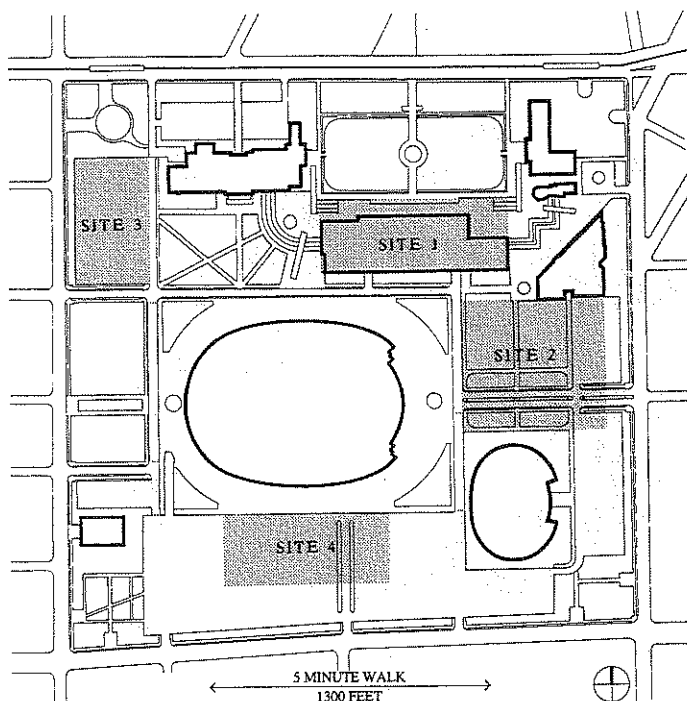 SITE 3
SITE 1
SITE 2
SITE 4
5 MINUTE WALK
1300 FEET